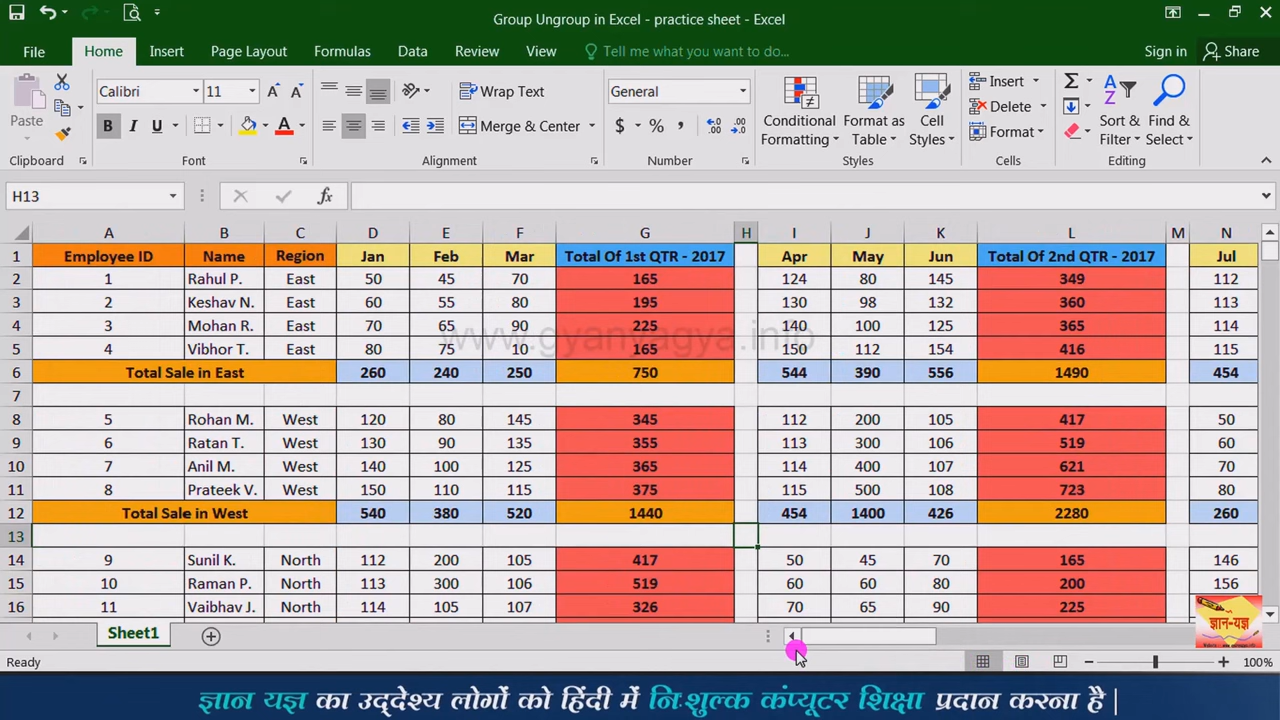 Group Ungroup in Excel - practice sheet - Excel
File Home Insert Page Layout Formulas Data Review View Tell me what you want to do... Sign in Share
Calibri 11 Wrap Text General Insert
Paste B I U Merge & Center $ % Conditional Formatting Format as Table Cell Styles Delete Format Sort & Filter Find & Select
Clipboard Font Alignment Number Styles Cells Editing
H13 fx
A B C D E F G H I J K L M N
1 Employee ID Name Region Jan Feb Mar Total Of 1st QTR - 2017 Apr May Jun Total Of 2nd QTR - 2017 Jul
2 1 Rahul P. East 50 45 70 165 124 80 145 349 112
3 2 Keshav N. East 60 55 80 195 130 98 132 360 113
4 3 Mohan R. East 70 65 90 225 140 100 125 365 114
www.gyanyagya.info
5 4 Vibhor T. East 80 75 10 165 150 112 154 416 115
6 Total Sale in East 260 240 250 750 544 390 556 1490 454
7
8 5 Rohan M. West 120 80 145 345 112 200 105 417 50
9 6 Ratan T. West 130 90 135 355 113 300 106 519 60
10 7 Anil M. West 140 100 125 365 114 400 107 621 70
11 8 Prateek V. West 150 110 115 375 115 500 108 723 80
12 Total Sale in West 540 380 520 1440 454 1400 426 2280 260
13
14 9 Sunil K. North 112 200 105 417 50 45 70 165 146
15 10 Raman P. North 113 300 106 519 60 60 80 200 156
16 11 Vaibhav J. North 114 105 107 326 70 65 90 225
ज्ञान-यज्ञ
Sheet1
Ready 100%
ज्ञान यज्ञ का उद्देश्य लोगों को हिंदी में निःशुल्क कंप्यूटर शिक्षा प्रदान करना है |